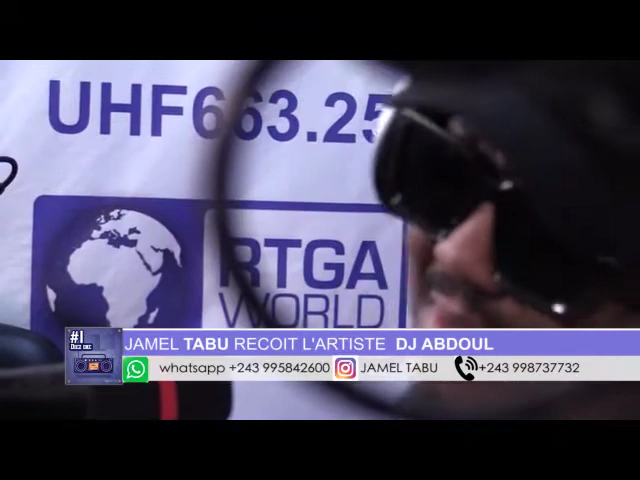 UHF663.25
RTGA
WORLD
#1
JAMEL TABU RECOIT L'ARTISTE DJ ABDOUL
whatsapp +243 995842600 JAMEL TABU +243 998737732